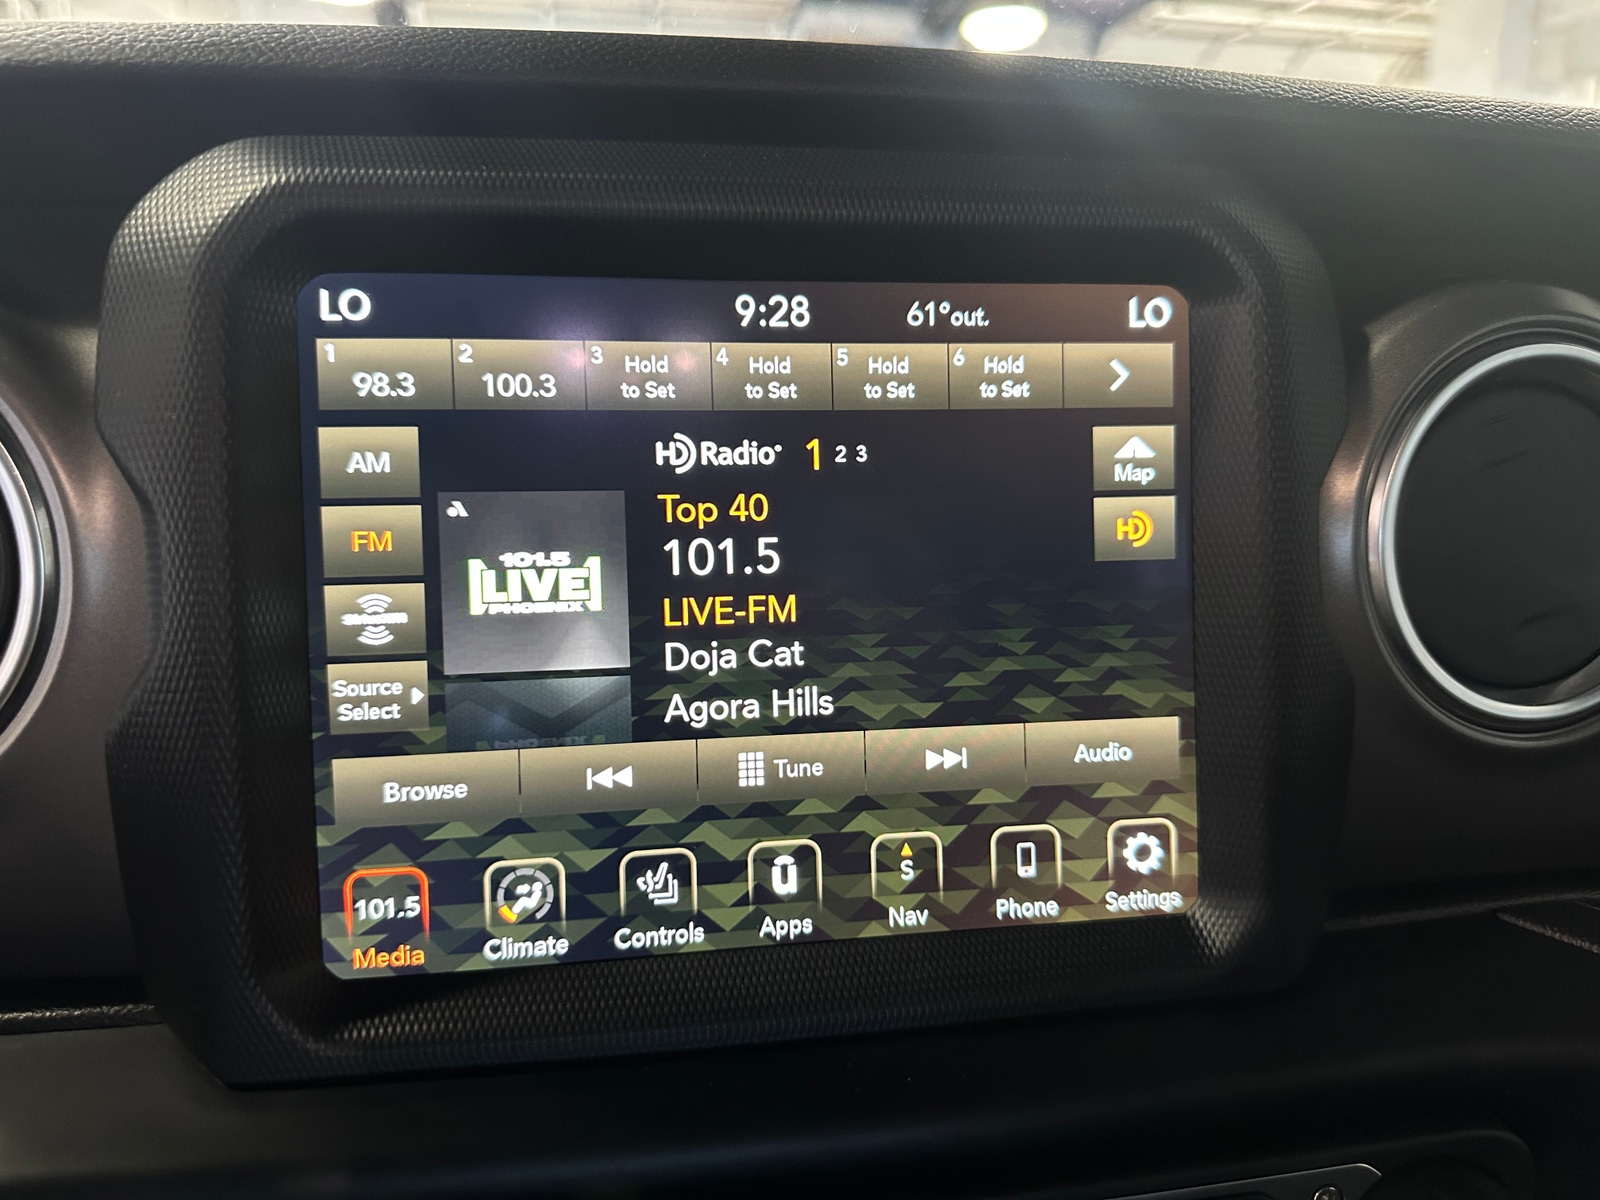 LO 9:28 61°out. LO
1 98.3
2 100.3
3 Hold to Set
4 Hold to Set
5 Hold to Set
6 Hold to Set
AM
HD Radio 1 2 3
Map
Top 40
FM
101.5
HD
101.5
LIVE
PHOENIX
LIVE-FM
SiriusXM
Doja Cat
Source
Select
Agora Hills
Browse
Tune
Audio
101.5
Media
Climate
Controls
Apps
S
Nav
Phone
Settings